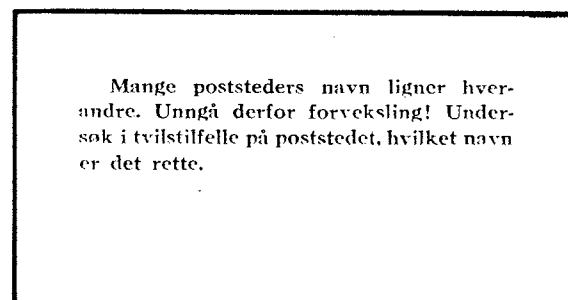 Mange poststeders navn ligner hver-
andre. Unngå derfor forveksling! Under-
søk i tvilstilfelle på poststedet, hvilket navn
er det rette.